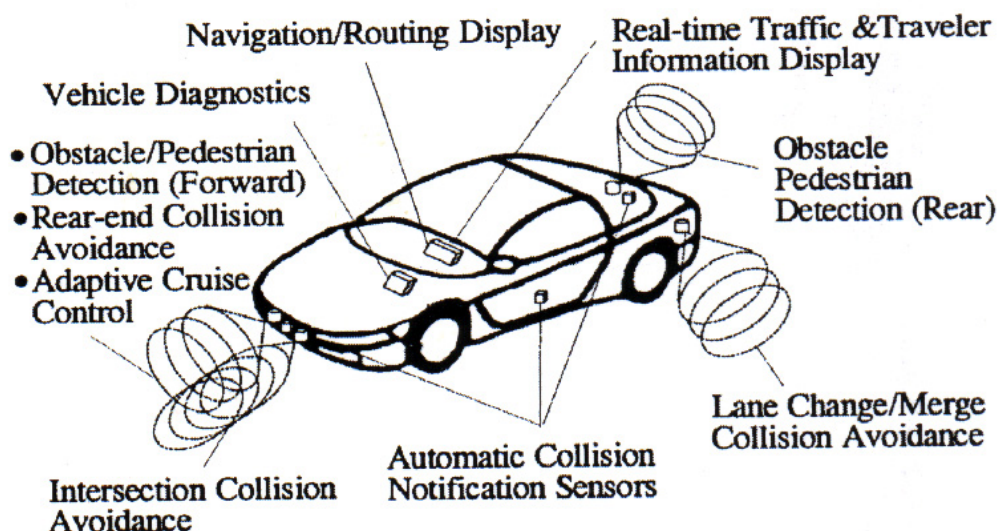 Navigation/Routing Display
Real-time Traffic &Traveler
Information Display
Vehicle Diagnostics
• Obstacle/Pedestrian
Detection (Forward)
• Rear-end Collision
Avoidance
• Adaptive Cruise
Control
Obstacle
Pedestrian
Detection (Rear)
Lane Change/Merge
Collision Avoidance
Automatic Collision
Notification Sensors
Intersection Collision
Avoidance